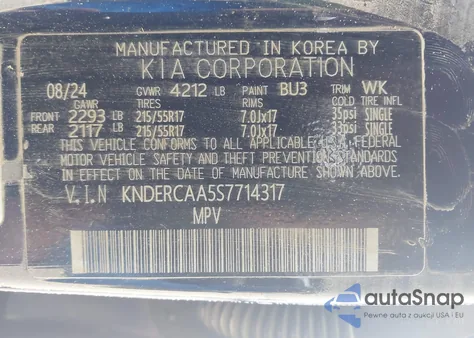 MANUFACTURED IN KOREA BY
KIA CORPORATION
08/24 GVWR 4212 LB PAINT BU3 TRIM WK
GAWR TIRES RIMS COLD TIRE INFL
FRONT 2293 LB 215/55R17 7.0Jx17 35psi SINGLE
REAR 2117 LB 215/55R17 7.0Jx17 33psi SINGLE
THIS VEHICLE CONFORMS TO ALL APPLICABLE FEDERAL
MOTOR VEHICLE SAFETY AND THEFT PREVENTION STANDARDS
IN EFFECT ON THE DATE OF MANUFACTURE SHOWN ABOVE.
V.I.N KNDERCAA5S7714317
MPV
autoSnap
Pewne auta z aukcji USA i EU